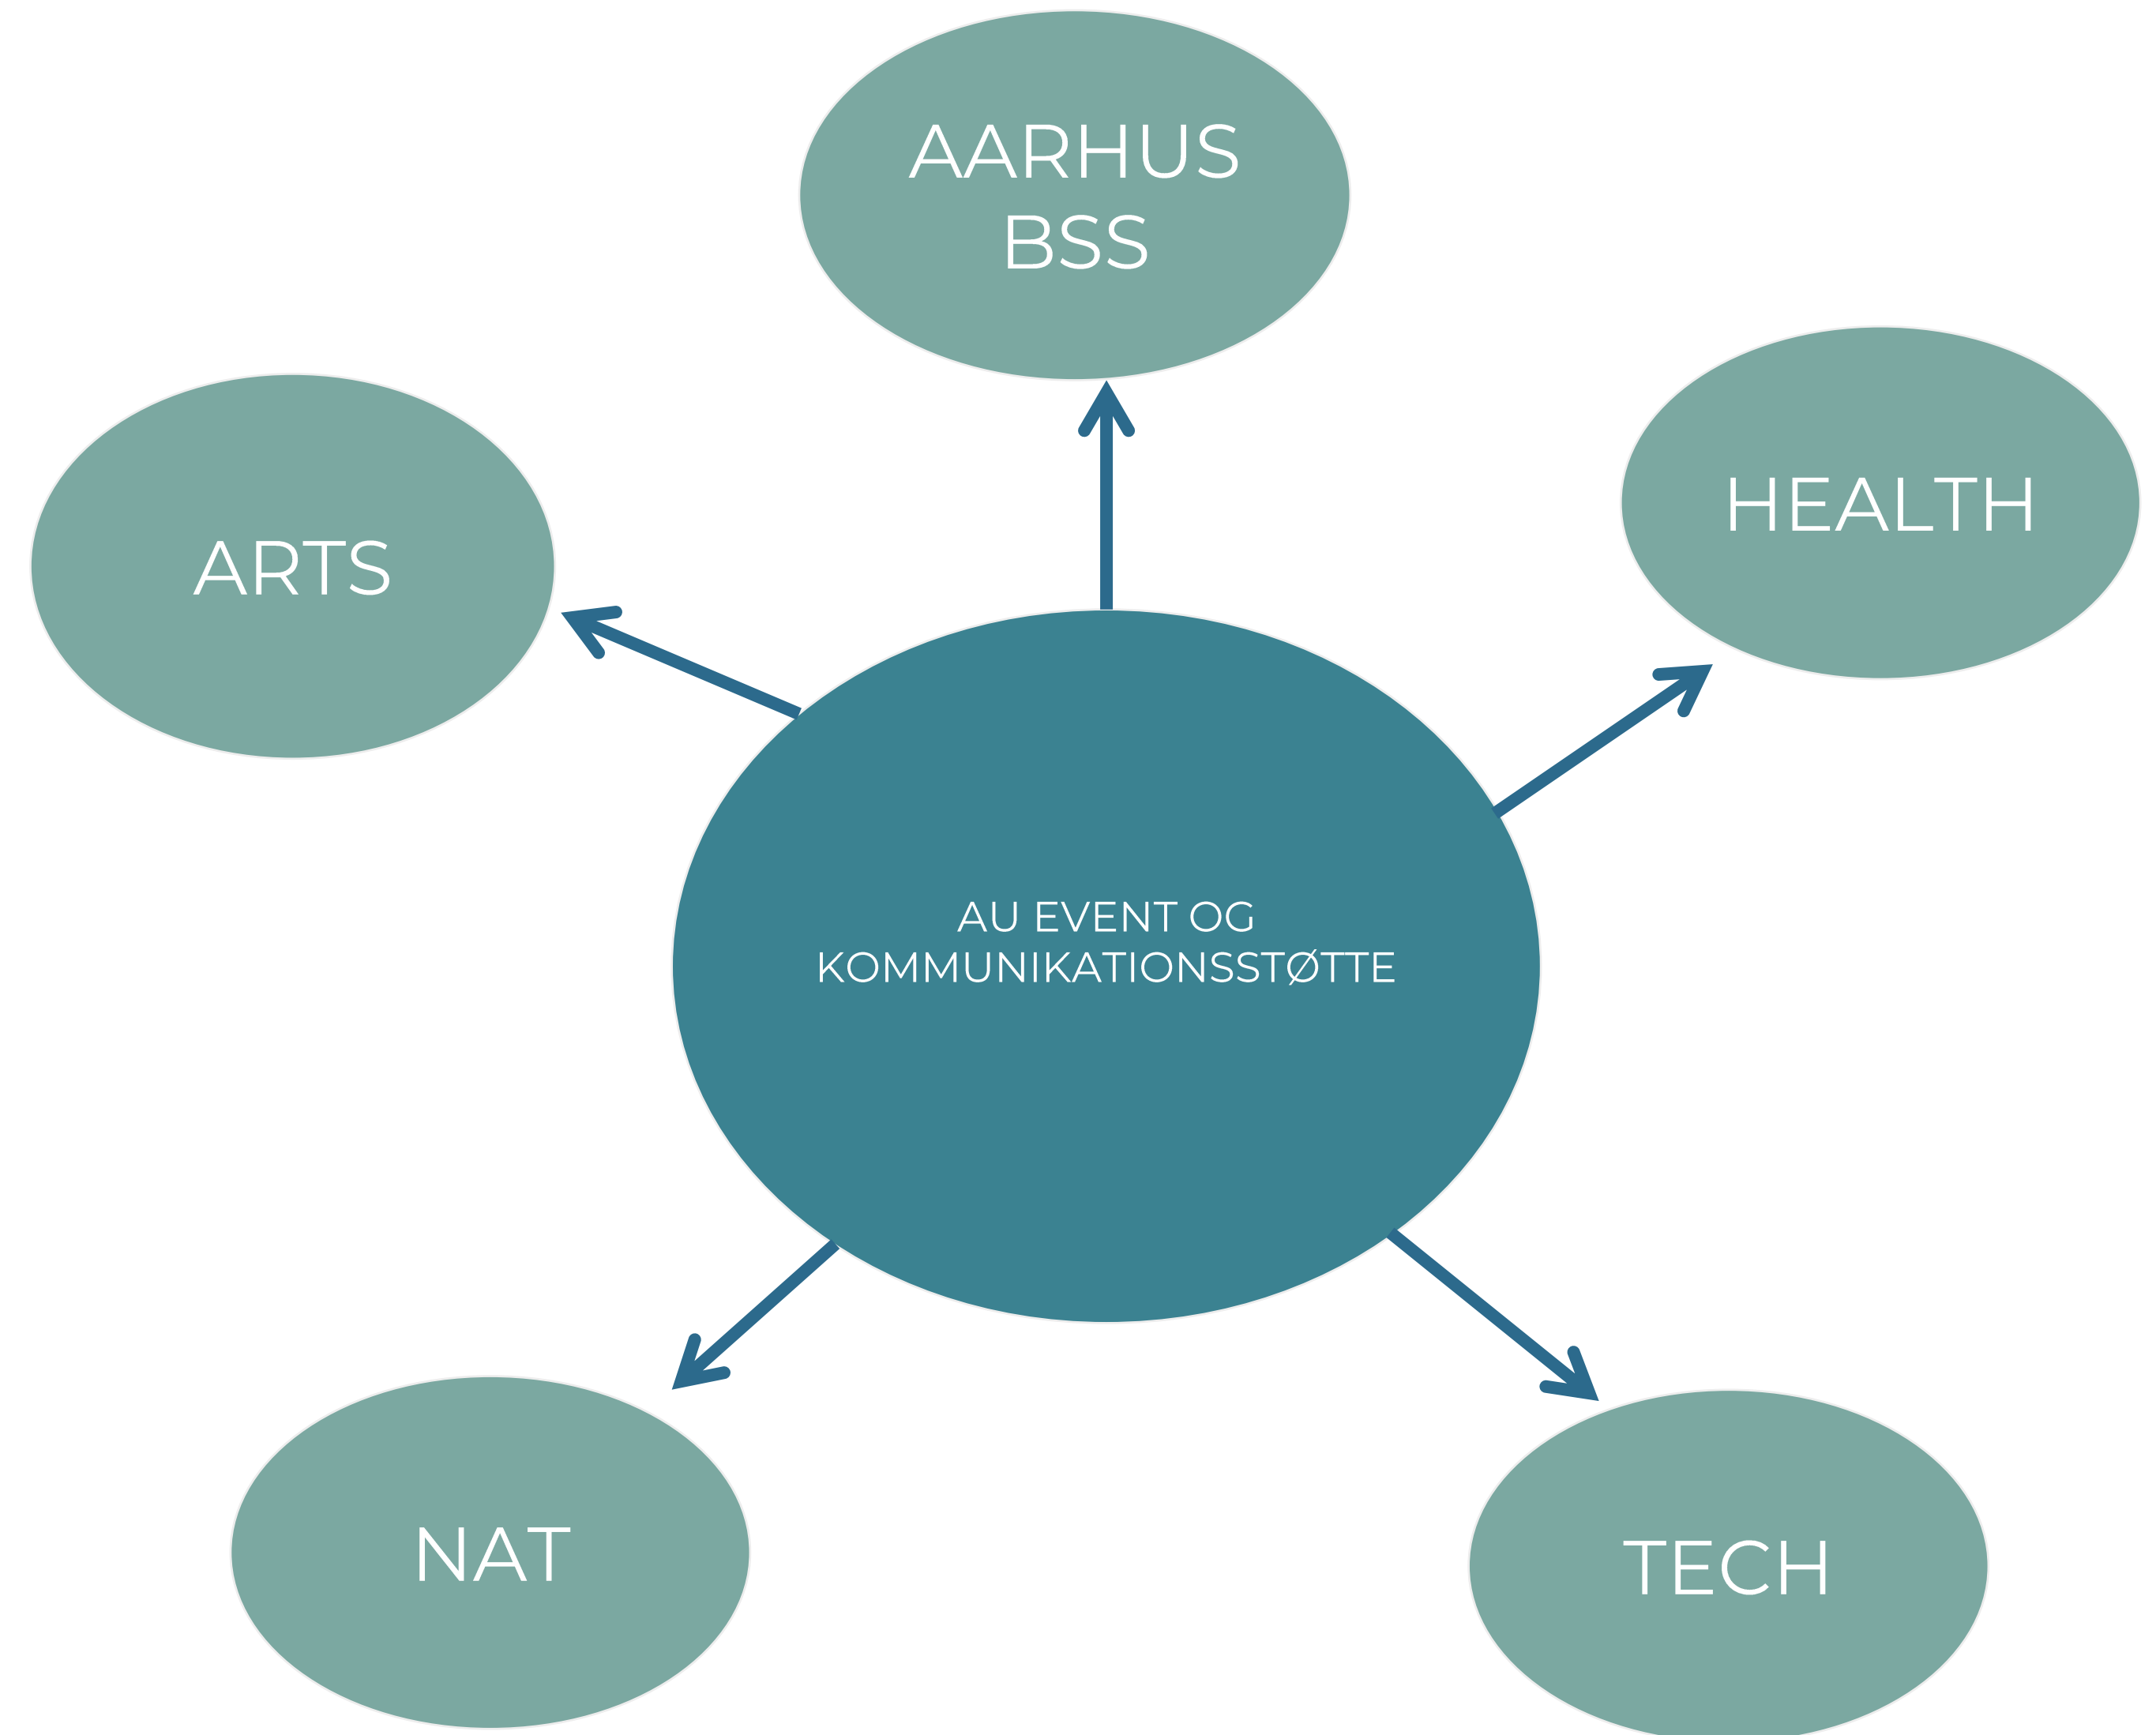 AARHUS
BSS
ARTS
HEALTH
AU EVENT OG
KOMMUNIKATIONSSTØTTE
NAT
TECH